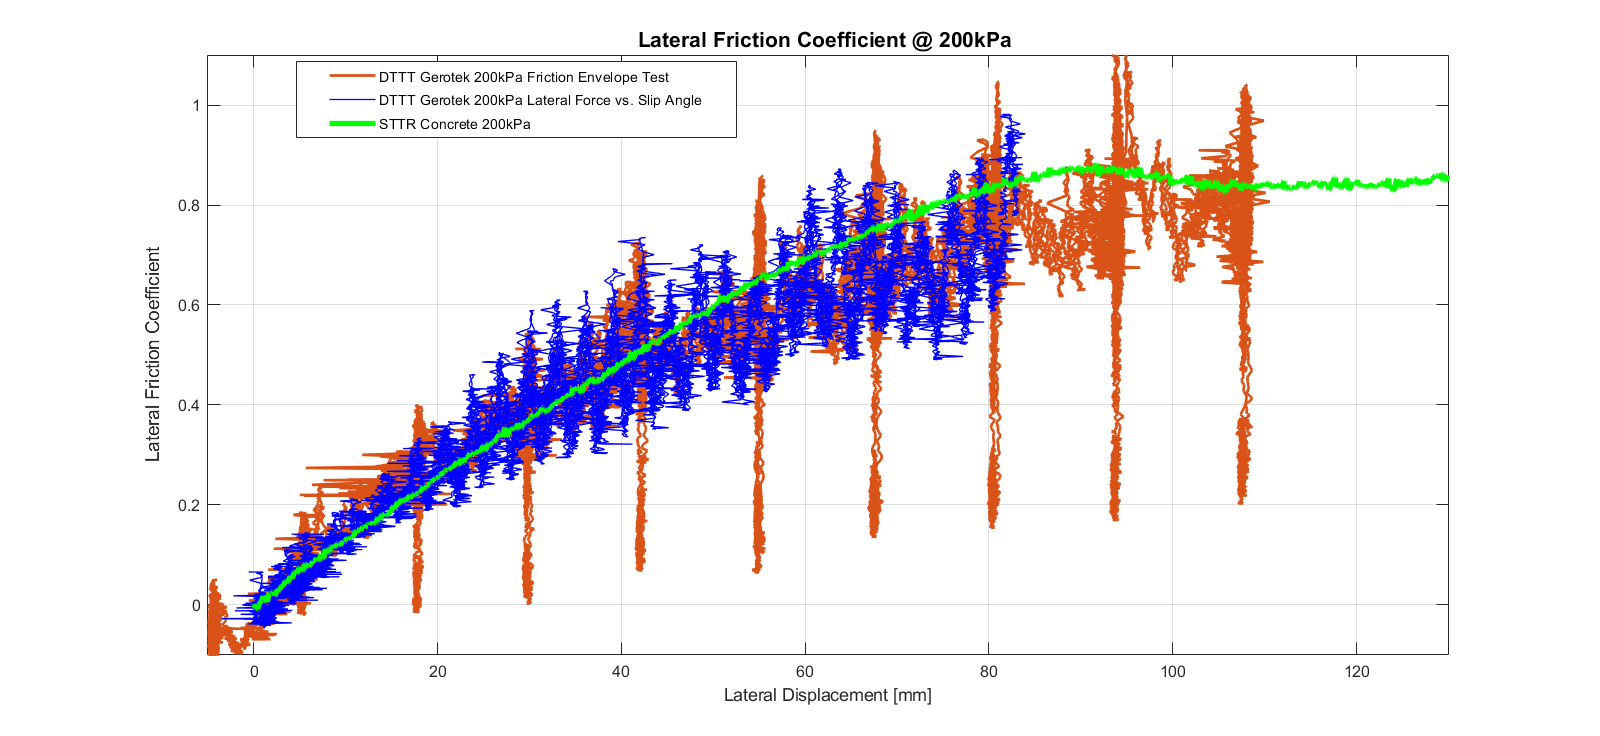 Lateral Friction Coefficient @ 200kPa
DTTT Gerotek 200kPa Friction Envelope Test
DTTT Gerotek 200kPa Lateral Force vs. Slip Angle
STTR Concrete 200kPa
1
0.8
0.6
0.4
0.2
0
Lateral Friction Coefficient
0 20 40 60 80 100 120
Lateral Displacement [mm]